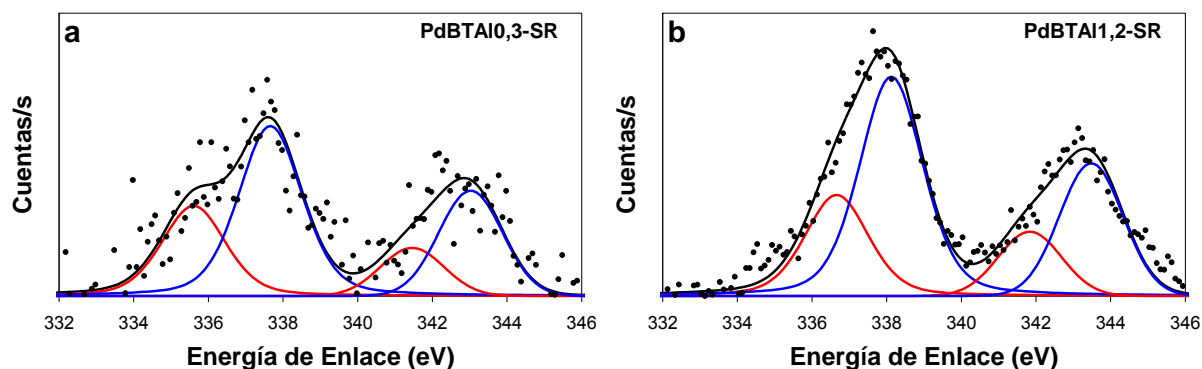 a
PdBTAl0,3-SR
Cuentas/s
332 334 336 338 340 342 344 346
Energía de Enlace (eV)
b
PdBTAl1,2-SR
Cuentas/s
332 334 336 338 340 342 344 346
Energía de Enlace (eV)